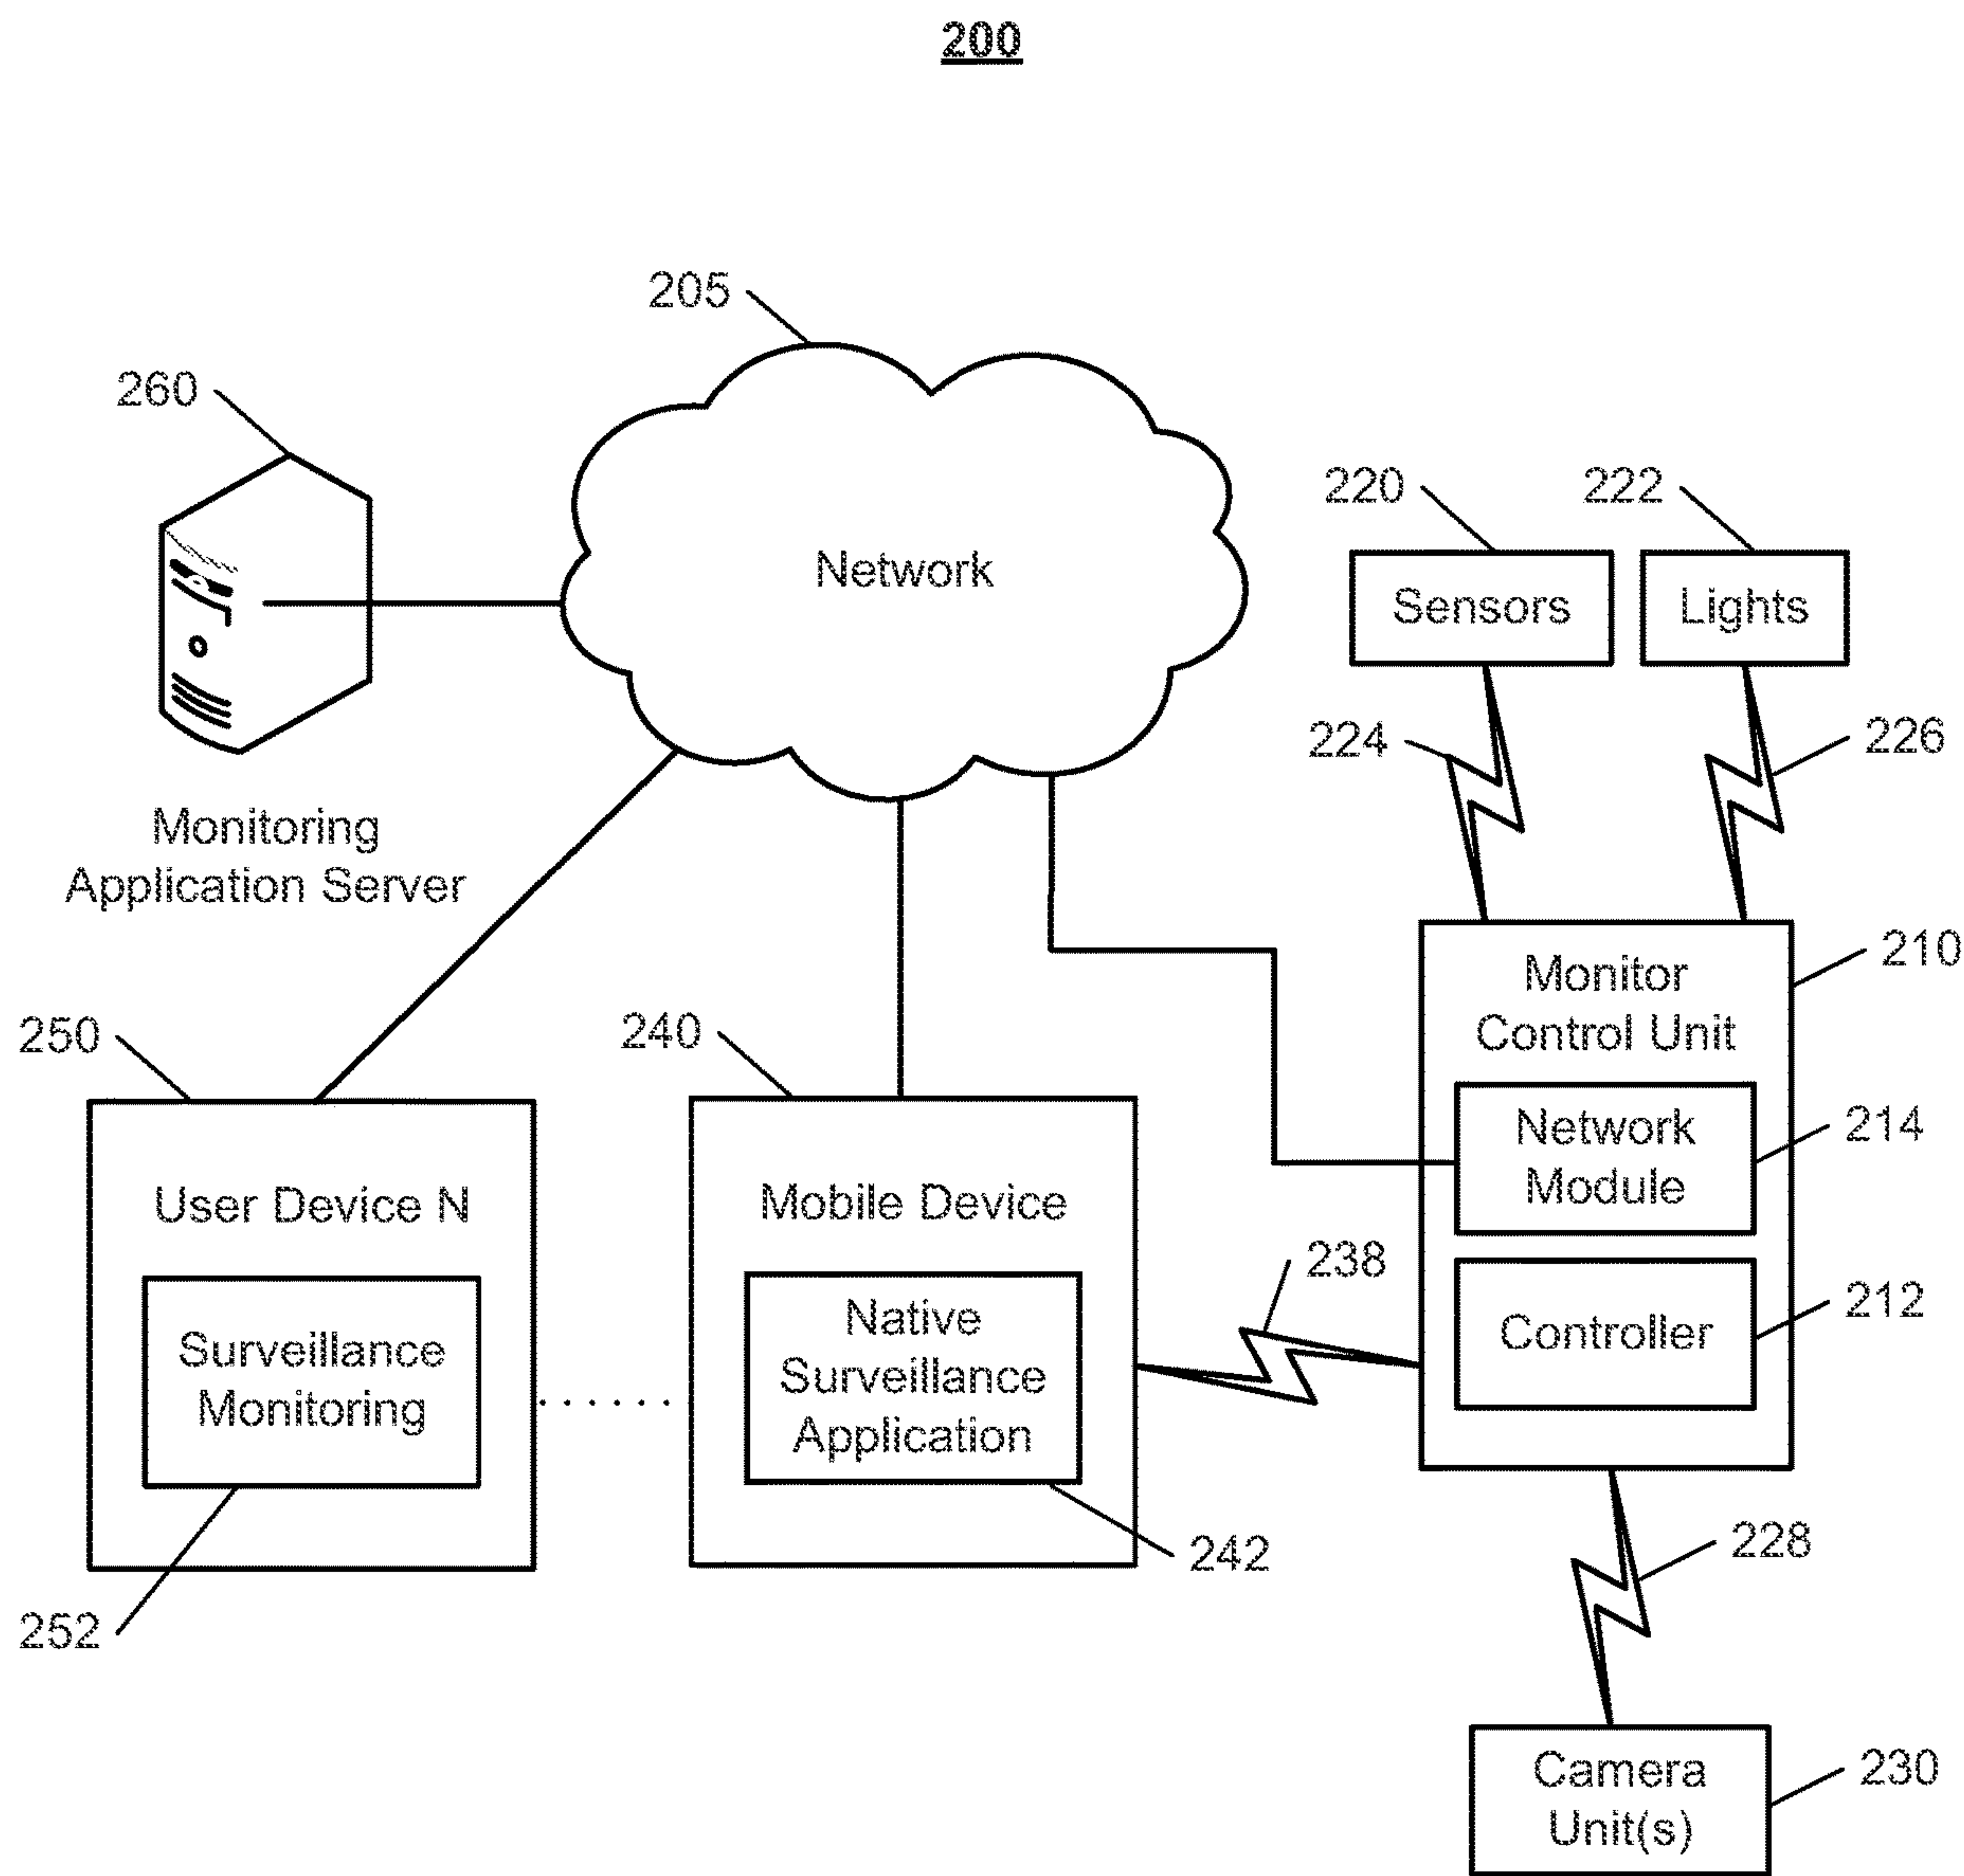 200
205
260
Network
220
222
Sensors
Lights
224
226
Monitoring
Application Server
210
Monitor
Control Unit
250
240
Network
Module
214
User Device N
Mobile Device
238
Controller
212
Surveillance
Monitoring
Native
Surveillance
Application
242
228
252
Camera
Unit(s)
230